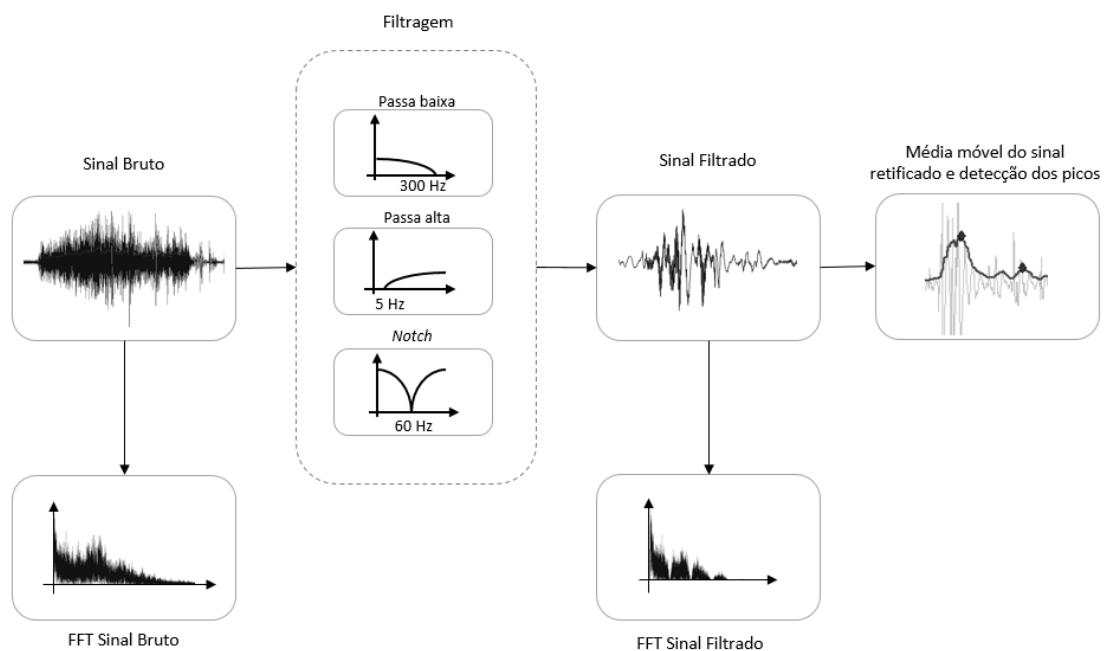 Filtragem
Passa baixa
300 Hz
Passa alta
5 Hz
Notch
60 Hz
Sinal Bruto
FFT Sinal Bruto
Sinal Filtrado
FFT Sinal Filtrado
Média móvel do sinal
retificado e detecção dos picos